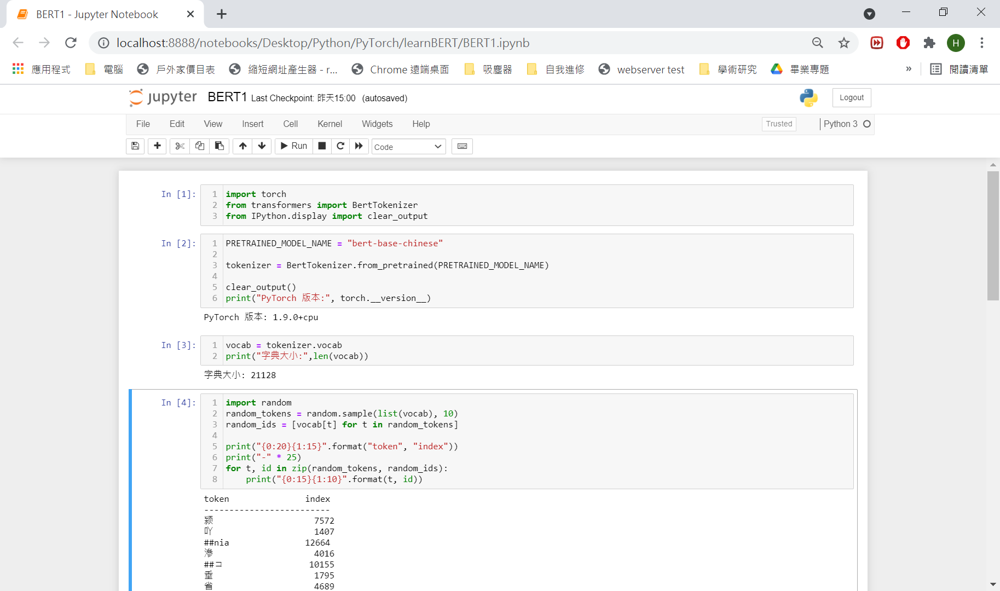 BERT1 - Jupyter Notebook
localhost:8888/notebooks/Desktop/Python/PyTorch/learnBERT/BERT1.ipynb
H
應用程式 電腦 戶外家價目表 縮短網址產生器 - r... Chrome 遠端桌面 吸塵器 自我進修 webserver test 學術研究 畢業專題 » 閱讀清單
jupyter BERT1 Last Checkpoint: 昨天15:00 (autosaved) Logout
File Edit View Insert Cell Kernel Widgets Help Trusted Python 3
Run Code
In [1]:
1 import torch
2 from transformers import BertTokenizer
3 from IPython.display import clear_output
In [2]:
1 PRETRAINED_MODEL_NAME = "bert-base-chinese"
2
3 tokenizer = BertTokenizer.from_pretrained(PRETRAINED_MODEL_NAME)
4
5 clear_output()
6 print("PyTorch 版本:", torch.__version__)
PyTorch 版本: 1.9.0+cpu
In [3]:
1 vocab = tokenizer.vocab
2 print("字典大小:",len(vocab))
字典大小: 21128
In [4]:
1 import random
2 random_tokens = random.sample(list(vocab), 10)
3 random_ids = [vocab[t] for t in random_tokens]
4
5 print("{0:20}{1:15}".format("token", "index"))
6 print("-" * 25)
7 for t, id in zip(random_tokens, random_ids):
8     print("{0:15}{1:10}".format(t, id))
token index
-------------------------
颍 7572
吖 1407
##nia 12664
滲 4016
##コ 10155
垂 1795
省 4689